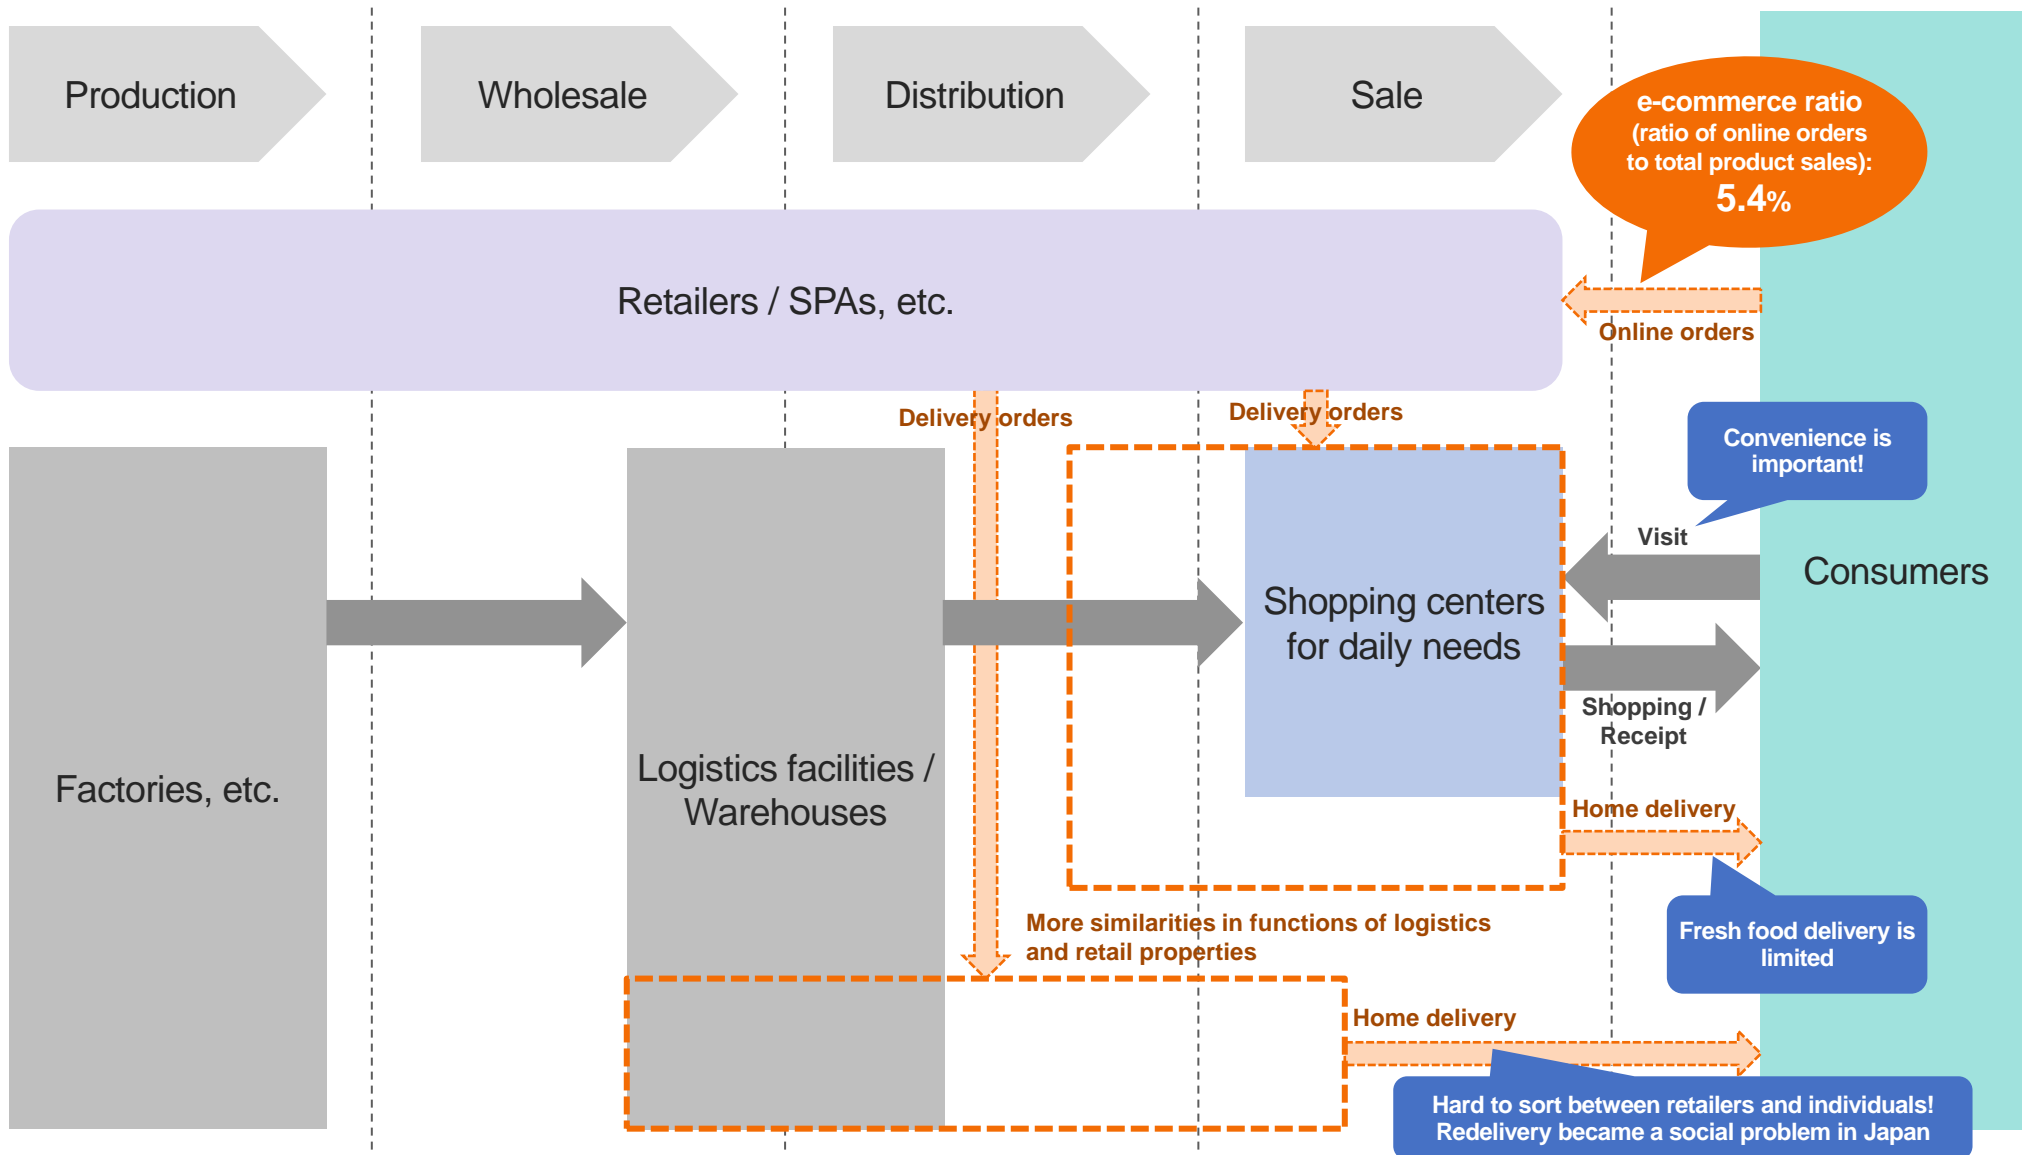 Production
Wholesale
Distribution
Sale
e-commerce ratio
(ratio of online orders
to total product sales):
5.4%
Retailers / SPAs, etc.
Online orders
Delivery orders
Delivery orders
Convenience is
important!
Visit
Consumers
Shopping centers
for daily needs
Shopping /
Receipt
Factories, etc.
Logistics facilities /
Warehouses
Home delivery
More similarities in functions of logistics
and retail properties
Fresh food delivery is
limited
Home delivery
Hard to sort between retailers and individuals!
Redelivery became a social problem in Japan